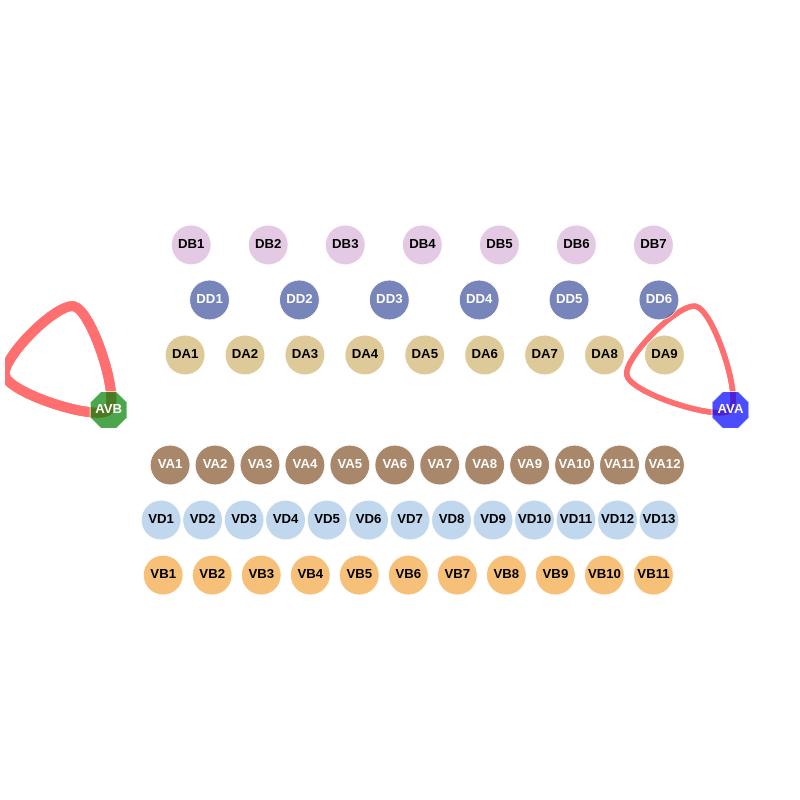 DB1 DB2 DB3 DB4 DB5 DB6 DB7
DD1 DD2 DD3 DD4 DD5 DD6
DA1 DA2 DA3 DA4 DA5 DA6 DA7 DA8 DA9
AVB AVA
VA1 VA2 VA3 VA4 VA5 VA6 VA7 VA8 VA9 VA10 VA11 VA12
VD1 VD2 VD3 VD4 VD5 VD6 VD7 VD8 VD9 VD10 VD11 VD12 VD13
VB1 VB2 VB3 VB4 VB5 VB6 VB7 VB8 VB9 VB10 VB11